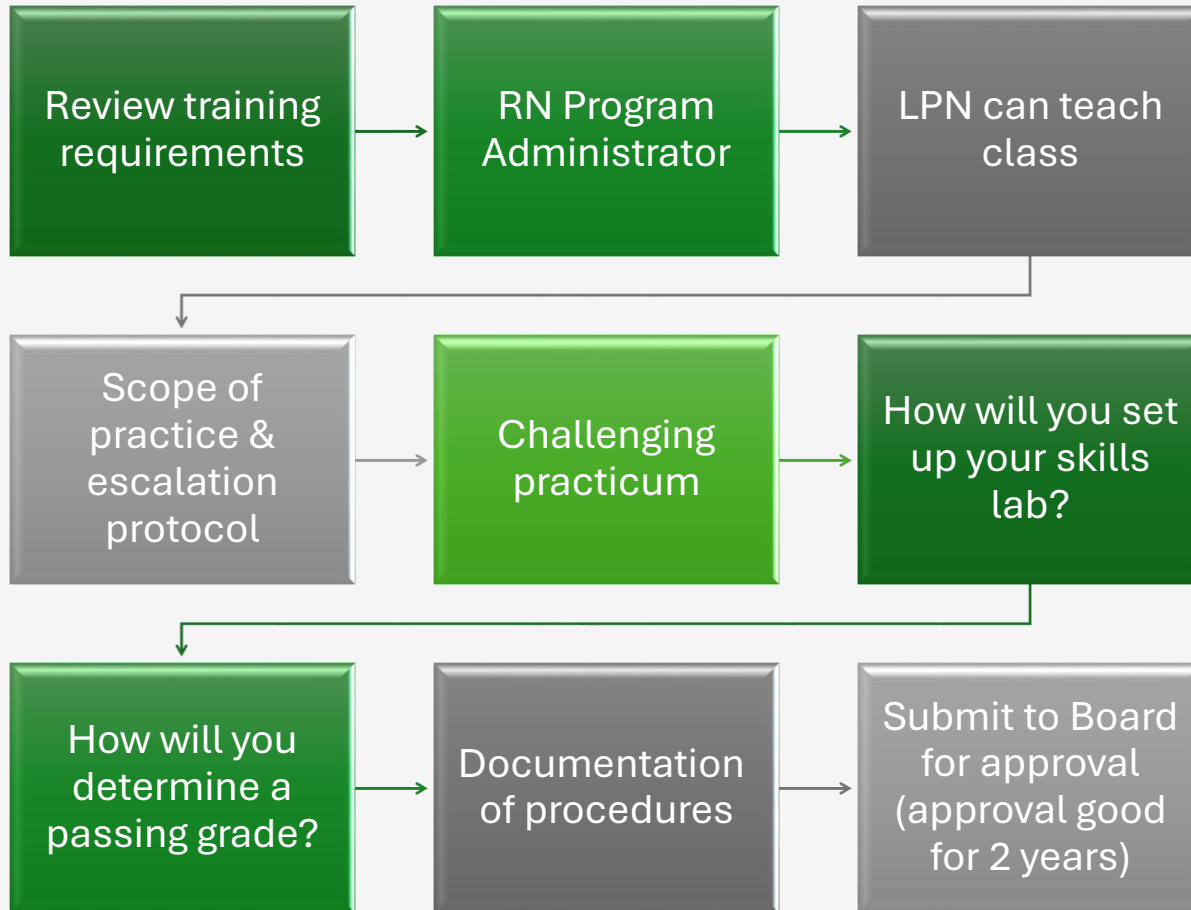 Review training
requirements
RN Program
Administrator
LPN can teach
class
Scope of
practice &
escalation
protocol
Challenging
practicum
How will you set
up your skills
lab?
How will you
determine a
passing grade?
Documentation
of procedures
Submit to Board
for approval
(approval good
for 2 years)